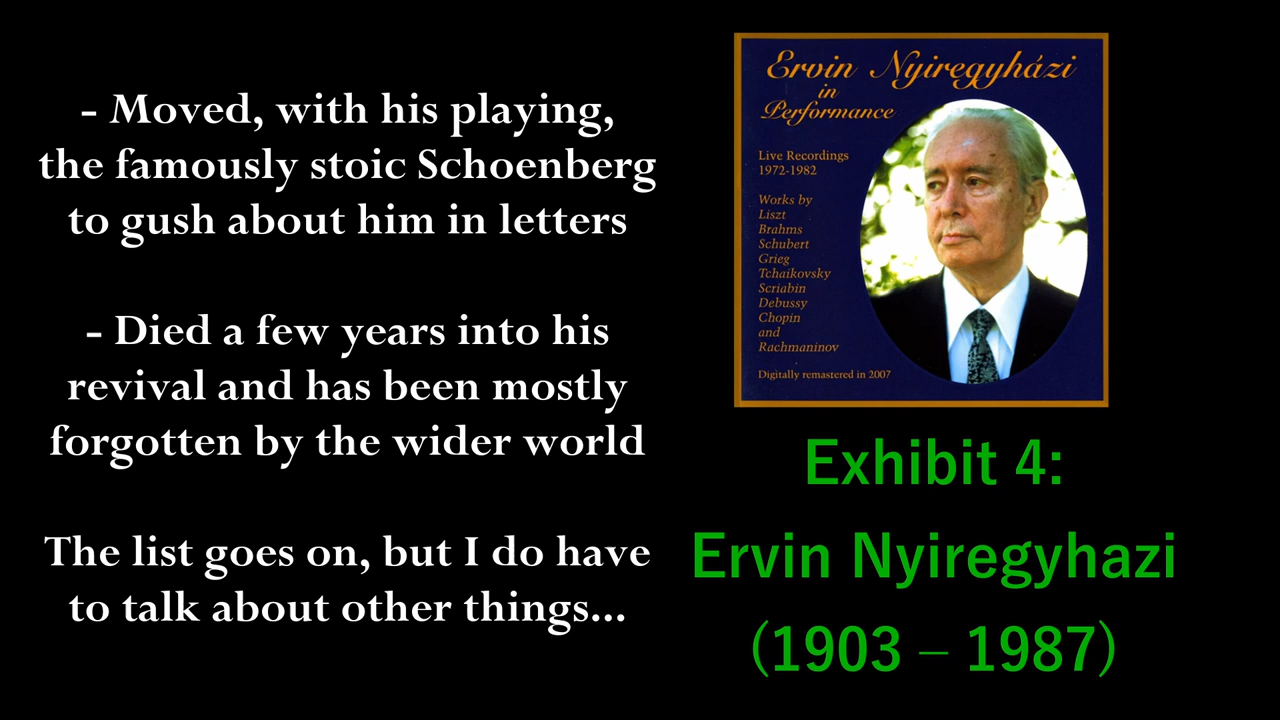 - Moved, with his playing,
the famously stoic Schoenberg
to gush about him in letters
- Died a few years into his
revival and has been mostly
forgotten by the wider world
The list goes on, but I do have
to talk about other things...
Ervin Nyiregyházi
in
Performance
Live Recordings
1972-1982
Works by
Liszt
Brahms
Schubert
Grieg
Tchaikovsky
Scriabin
Debussy
Chopin
and
Rachmaninov
Digitally remastered in 2007
Exhibit 4:
Ervin Nyiregyhazi
(1903 – 1987)